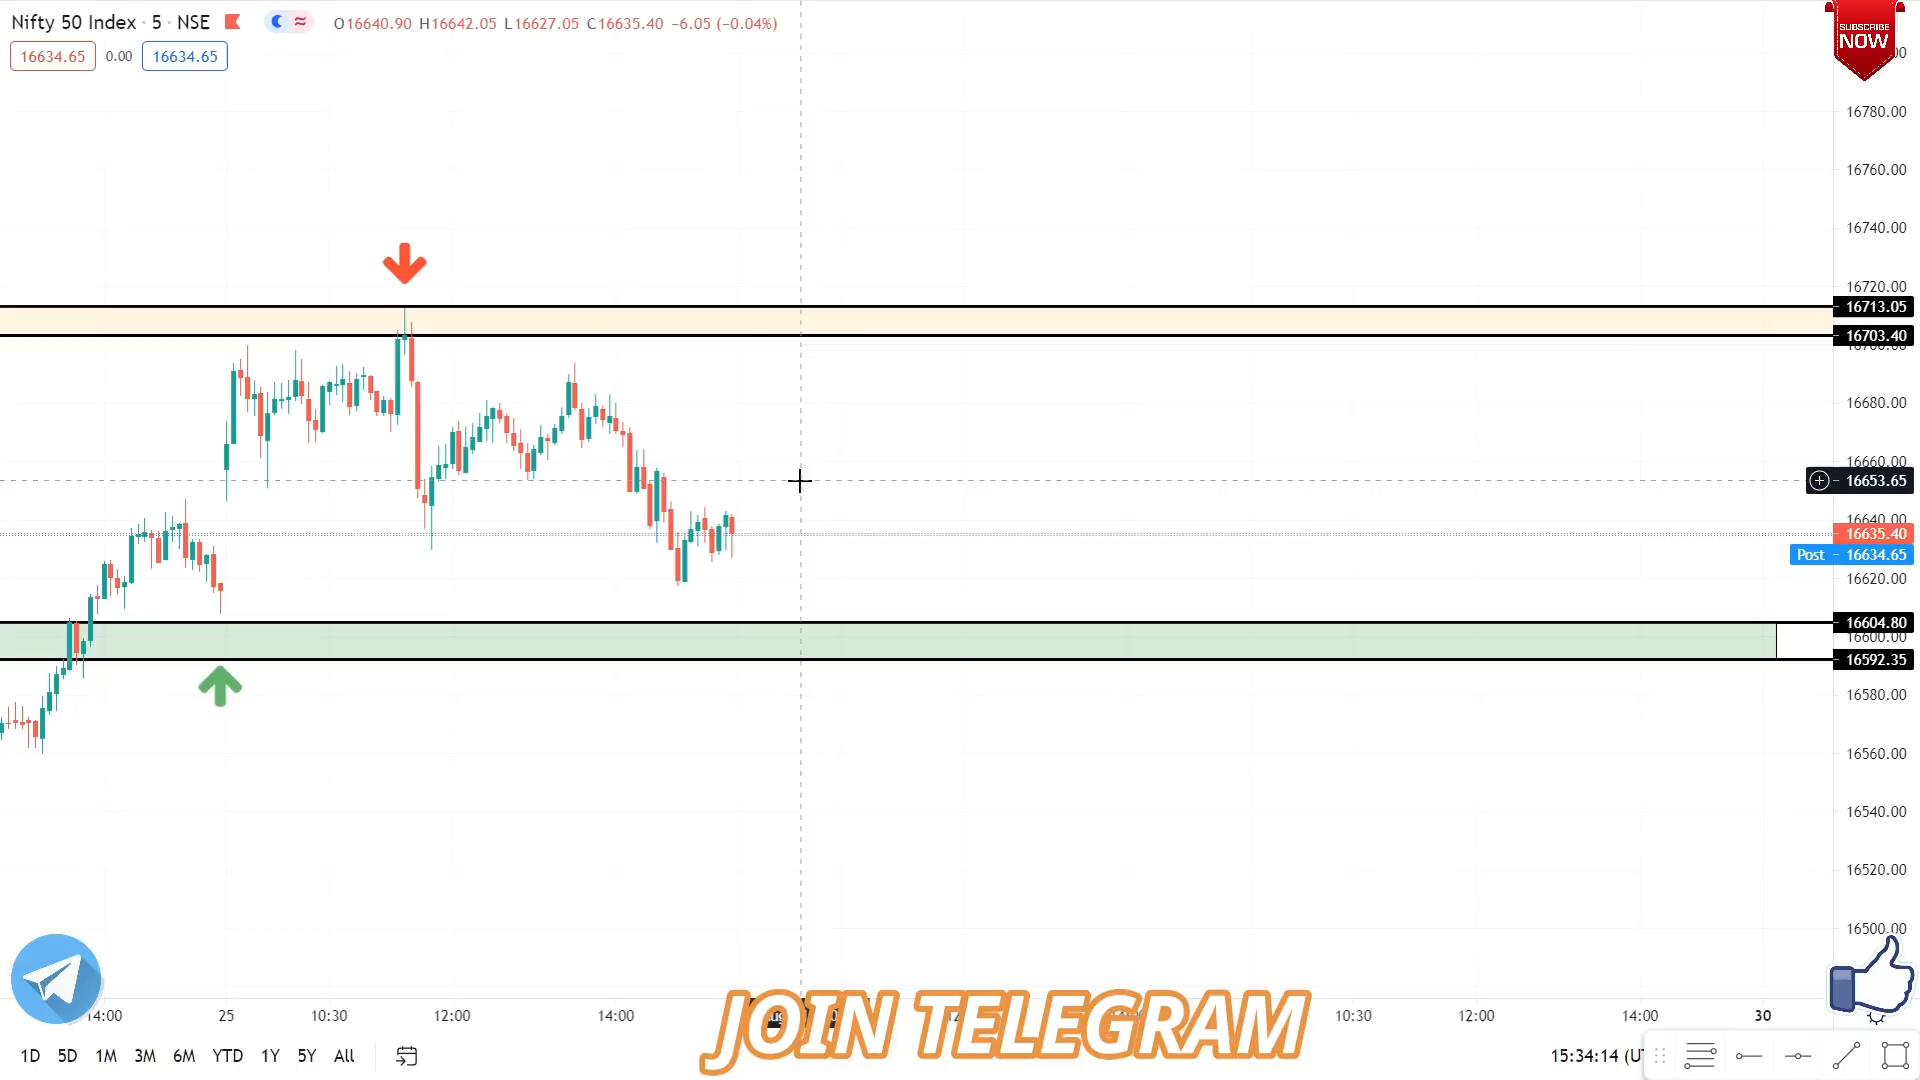 Nifty 50 Index · 5 · NSE
O16640.90 H16642.05 L16627.05 C16635.40 −6.05 (−0.04%)
16634.65 0.00 16634.65
SUBSCRIBE
NOW
16780.00
16760.00
16740.00
16720.00
16713.05
16703.40
16680.00
16660.00
16653.65
16640.00
16635.40
Post 16634.65
16620.00
16604.80
16600.00
16592.35
16580.00
16560.00
16540.00
16520.00
16500.00
14:00 25 10:30 12:00 14:00 10:30 12:00 14:00 30
JOIN TELEGRAM
1D 5D 1M 3M 6M YTD 1Y 5Y All
15:34:14